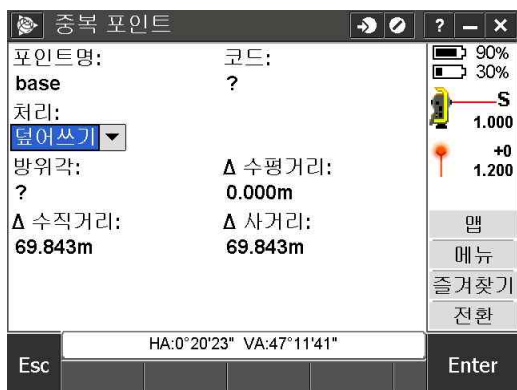 중복 포인트
? – ×
포인트명: 코드:
base ?
처리:
덮어쓰기
방위각: Δ 수평거리:
? 0.000m
Δ 수직거리: Δ 사거리:
69.843m 69.843m
90%
30%
S
1.000
+0
1.200
맵
메뉴
즐겨찾기
전환
HA:0°20'23" VA:47°11'41"
Esc
Enter